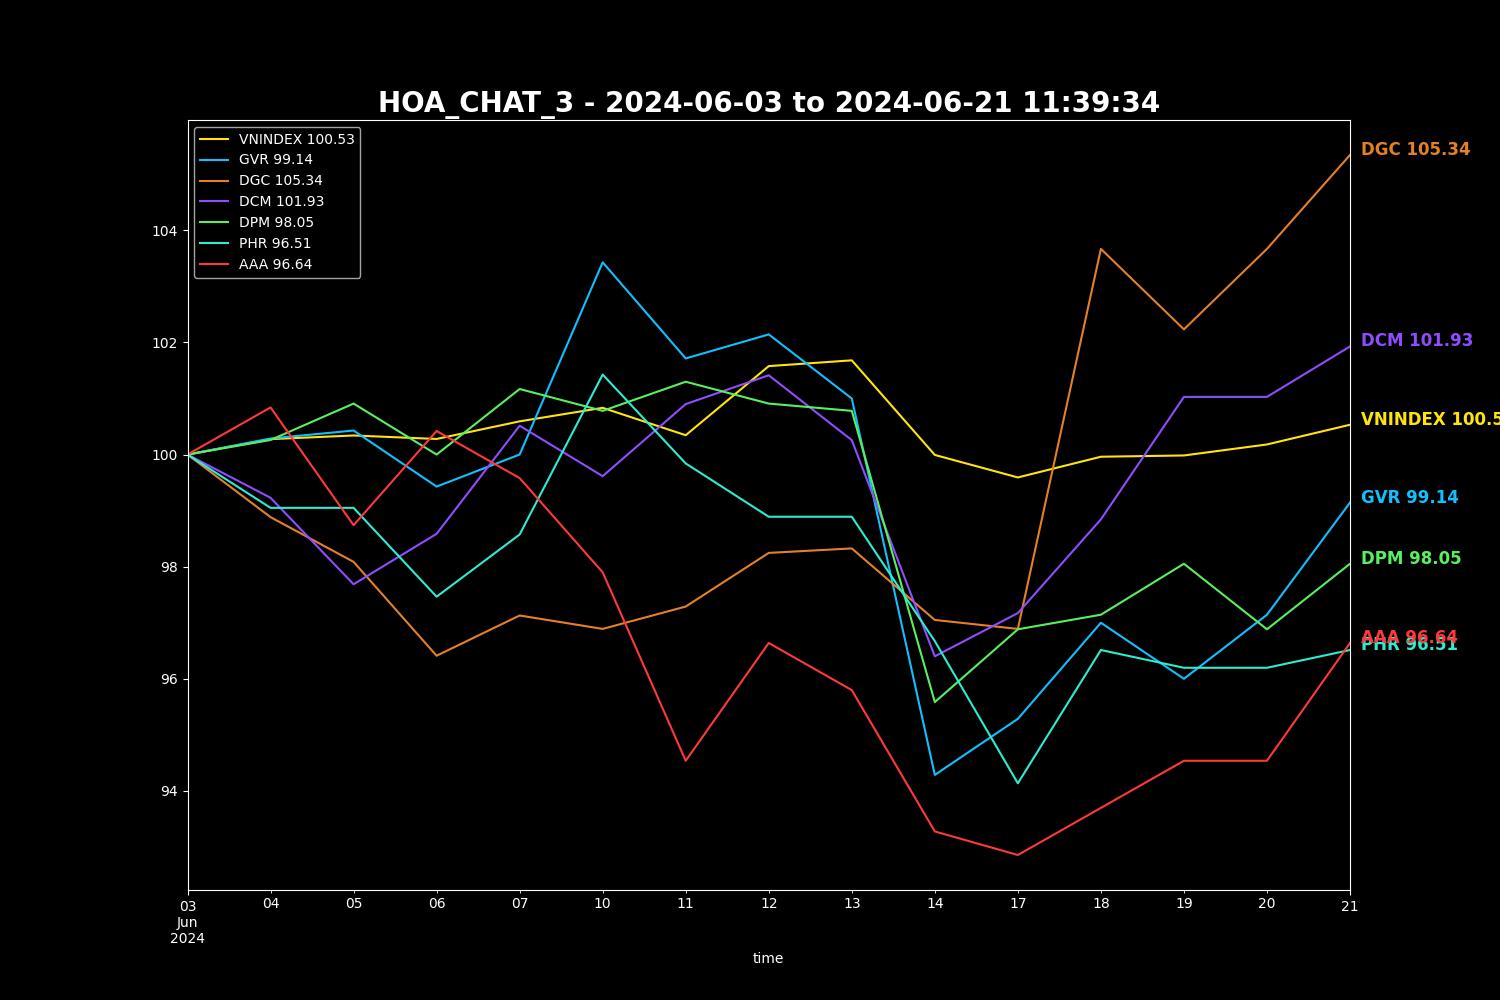 HOA_CHAT_3 - 2024-06-03 to 2024-06-21 11:39:34
VNINDEX 100.53
GVR 99.14
DGC 105.34
DCM 101.93
DPM 98.05
PHR 96.51
AAA 96.64
104
102
100
98
96
94
DGC 105.34
DCM 101.93
VNINDEX 100.5
GVR 99.14
DPM 98.05
AAA 96.64
PHR 96.51
03 04 05 06 07 10 11 12 13 14 17 18 19 20 21
Jun
2024
time